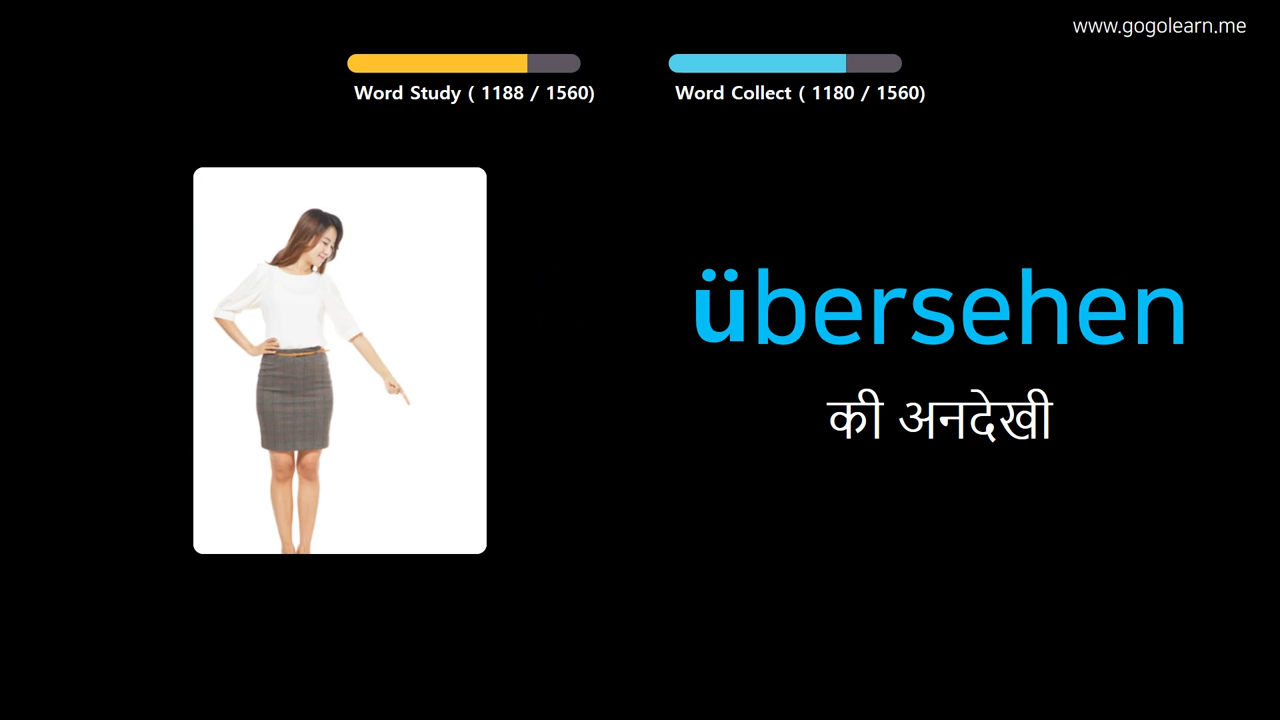 www.gogolearn.me
Word Study ( 1188 / 1560)
Word Collect ( 1180 / 1560)
übersehen
की अनदेखी